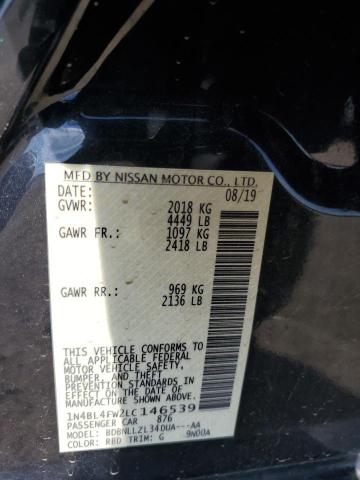 MFD BY NISSAN MOTOR CO., LTD.
DATE: 08/19
GVWR: 2018 KG
4449 LB
GAWR FR.: 1097 KG
2418 LB
GAWR RR.: 969 KG
2136 LB
THIS VEHICLE CONFORMS TO
ALL APPLICABLE FEDERAL
MOTOR VEHICLE SAFETY,
BUMPER, AND THEFT
PREVENTION STANDARDS IN
EFFECT ON THE DATE OF
MANUFACTURE SHOWN ABOVE.
1N4BL4FW2LC146539
PASSENGER CAR 876
MODEL: BDBNLLZL34DUA---AA
COLOR: RBD TRIM: G 9N00A